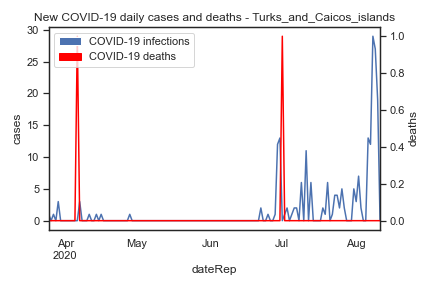 New COVID-19 daily cases and deaths - Turks_and_Caicos_islands
COVID-19 infections
COVID-19 deaths
30
25
20
15
10
5
0
cases
1.0
0.8
0.6
0.4
0.2
0.0
deaths
Apr
2020
May
Jun
Jul
Aug
dateRep